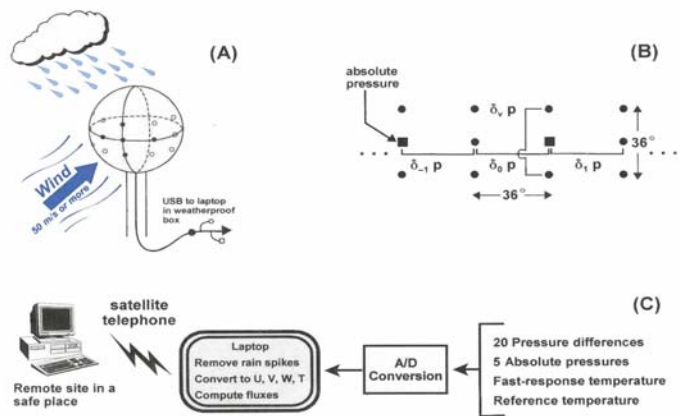 (A)
Wind
50 m/s or more
USB to laptop
in weatherproof
box
(B)
absolute
pressure
δᵥ p
36°
δ₋₁ p
δ₀ p
δ₁ p
36°
(C)
satellite
telephone
Remote site in a
safe place
Laptop
Remove rain spikes
Convert to U, V, W, T
Compute fluxes
A/D
Conversion
20 Pressure differences
5 Absolute pressures
Fast-response temperature
Reference temperature